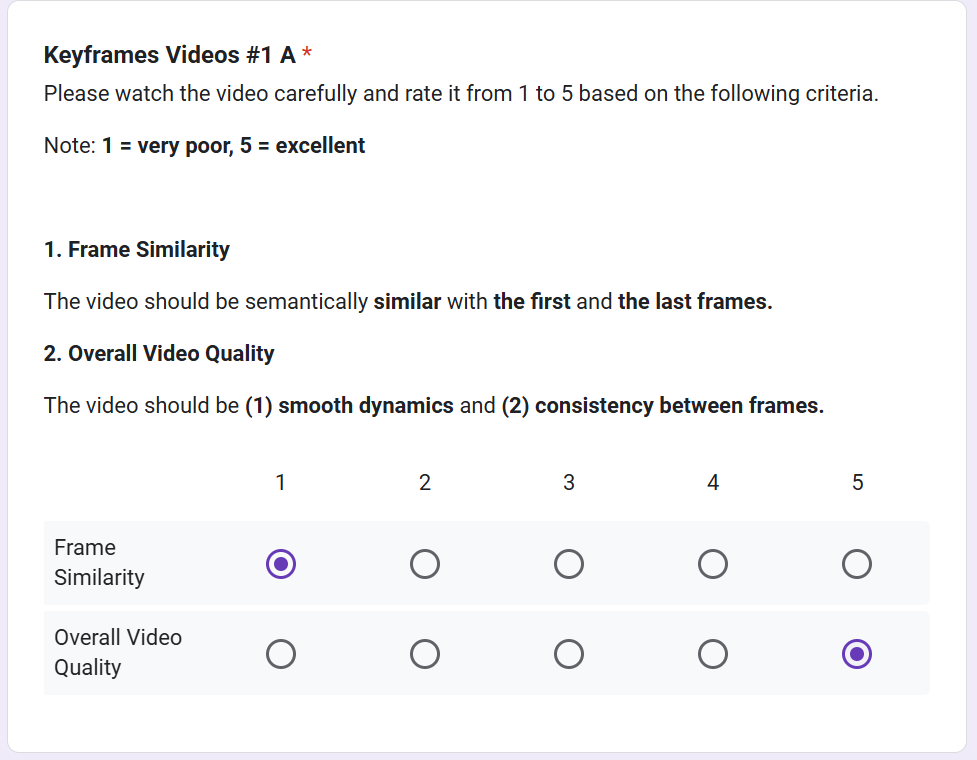 Keyframes Videos #1 A *
Please watch the video carefully and rate it from 1 to 5 based on the following criteria.
Note: 1 = very poor, 5 = excellent
1. Frame Similarity
The video should be semantically similar with the first and the last frames.
2. Overall Video Quality
The video should be (1) smooth dynamics and (2) consistency between frames.
1 2 3 4 5
Frame
Similarity
Overall Video
Quality